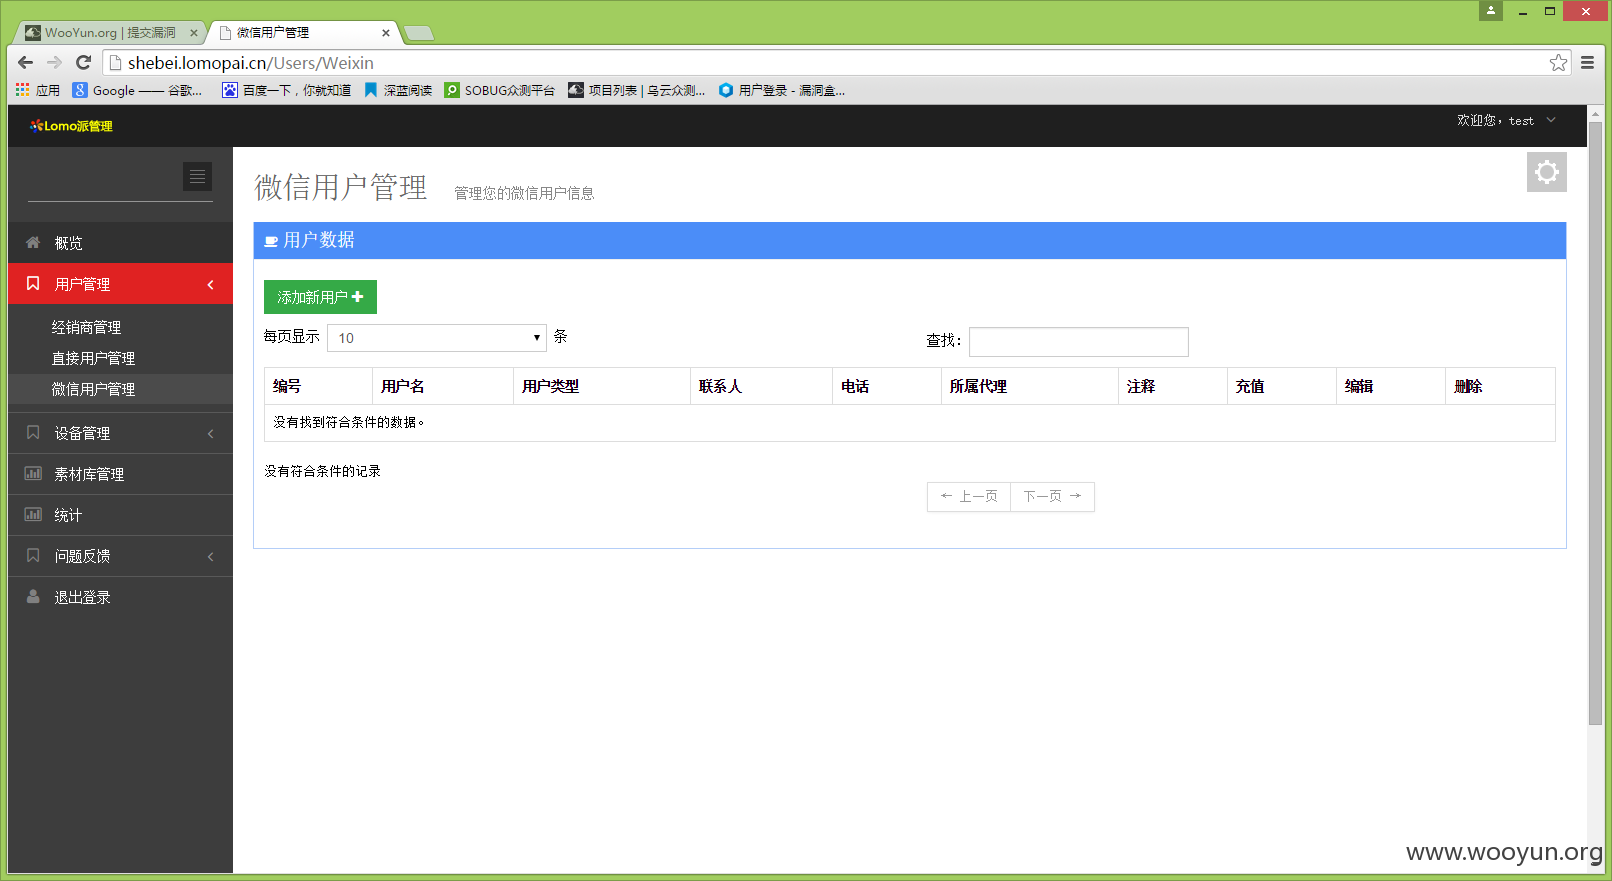 WooYun.org | 提交漏洞
微信用户管理
shebei.lomopai.cn/Users/Weixin
应用
Google —— 谷歌...
百度一下，你就知道
深蓝阅读
SOBUG众测平台
项目列表 | 乌云众测...
用户登录 - 漏洞盒...
Lomo派管理
欢迎您，test
微信用户管理
管理您的微信用户信息
概览
用户管理
经销商管理
直接用户管理
微信用户管理
设备管理
素材库管理
统计
问题反馈
退出登录
用户数据
添加新用户
每页显示 10 条
查找：
编号 用户名 用户类型 联系人 电话 所属代理 注释 充值 编辑 删除
没有找到符合条件的数据。
没有符合条件的记录
← 上一页 下一页 →
www.wooyun.org